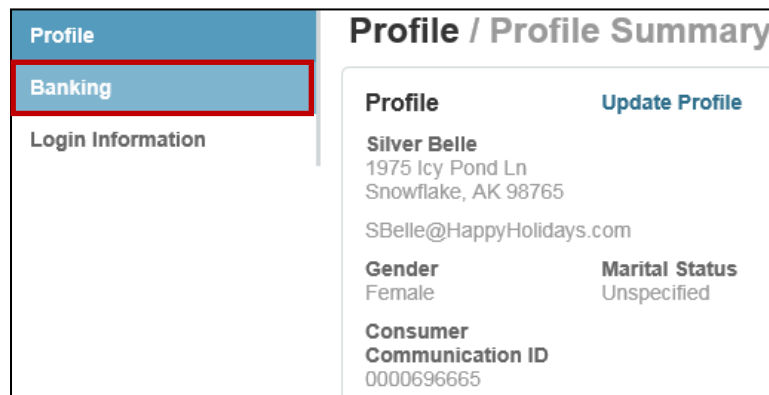 Profile
Banking
Login Information
Profile / Profile Summary
Profile
Update Profile
Silver Belle
1975 Icy Pond Ln
Snowflake, AK 98765
SBelle@HappyHolidays.com
Gender
Marital Status
Female
Unspecified
Consumer
Communication ID
0000696665